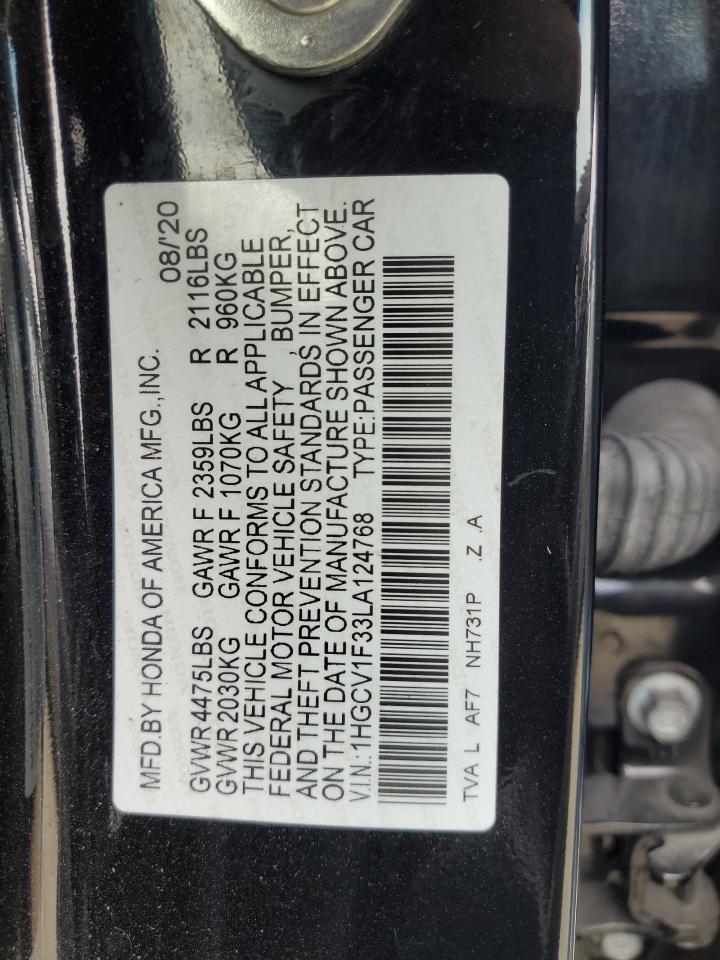 MFD.BY HONDA OF AMERICA MFG.,INC. 08/'20
GVWR 4475LBS GAWR F 2359LBS R 2116LBS
GVWR 2030KG GAWR F 1070KG R 960KG
THIS VEHICLE CONFORMS TO ALL APPLICABLE
FEDERAL MOTOR VEHICLE SAFETY , BUMPER,
AND THEFT PREVENTION STANDARDS IN EFFECT
ON THE DATE OF MANUFACTURE SHOWN ABOVE.
V.I.N.:1HGCV1F33LA124768 TYPE:PASSENGER CAR
TVA L AF7 NH731P .Z .A